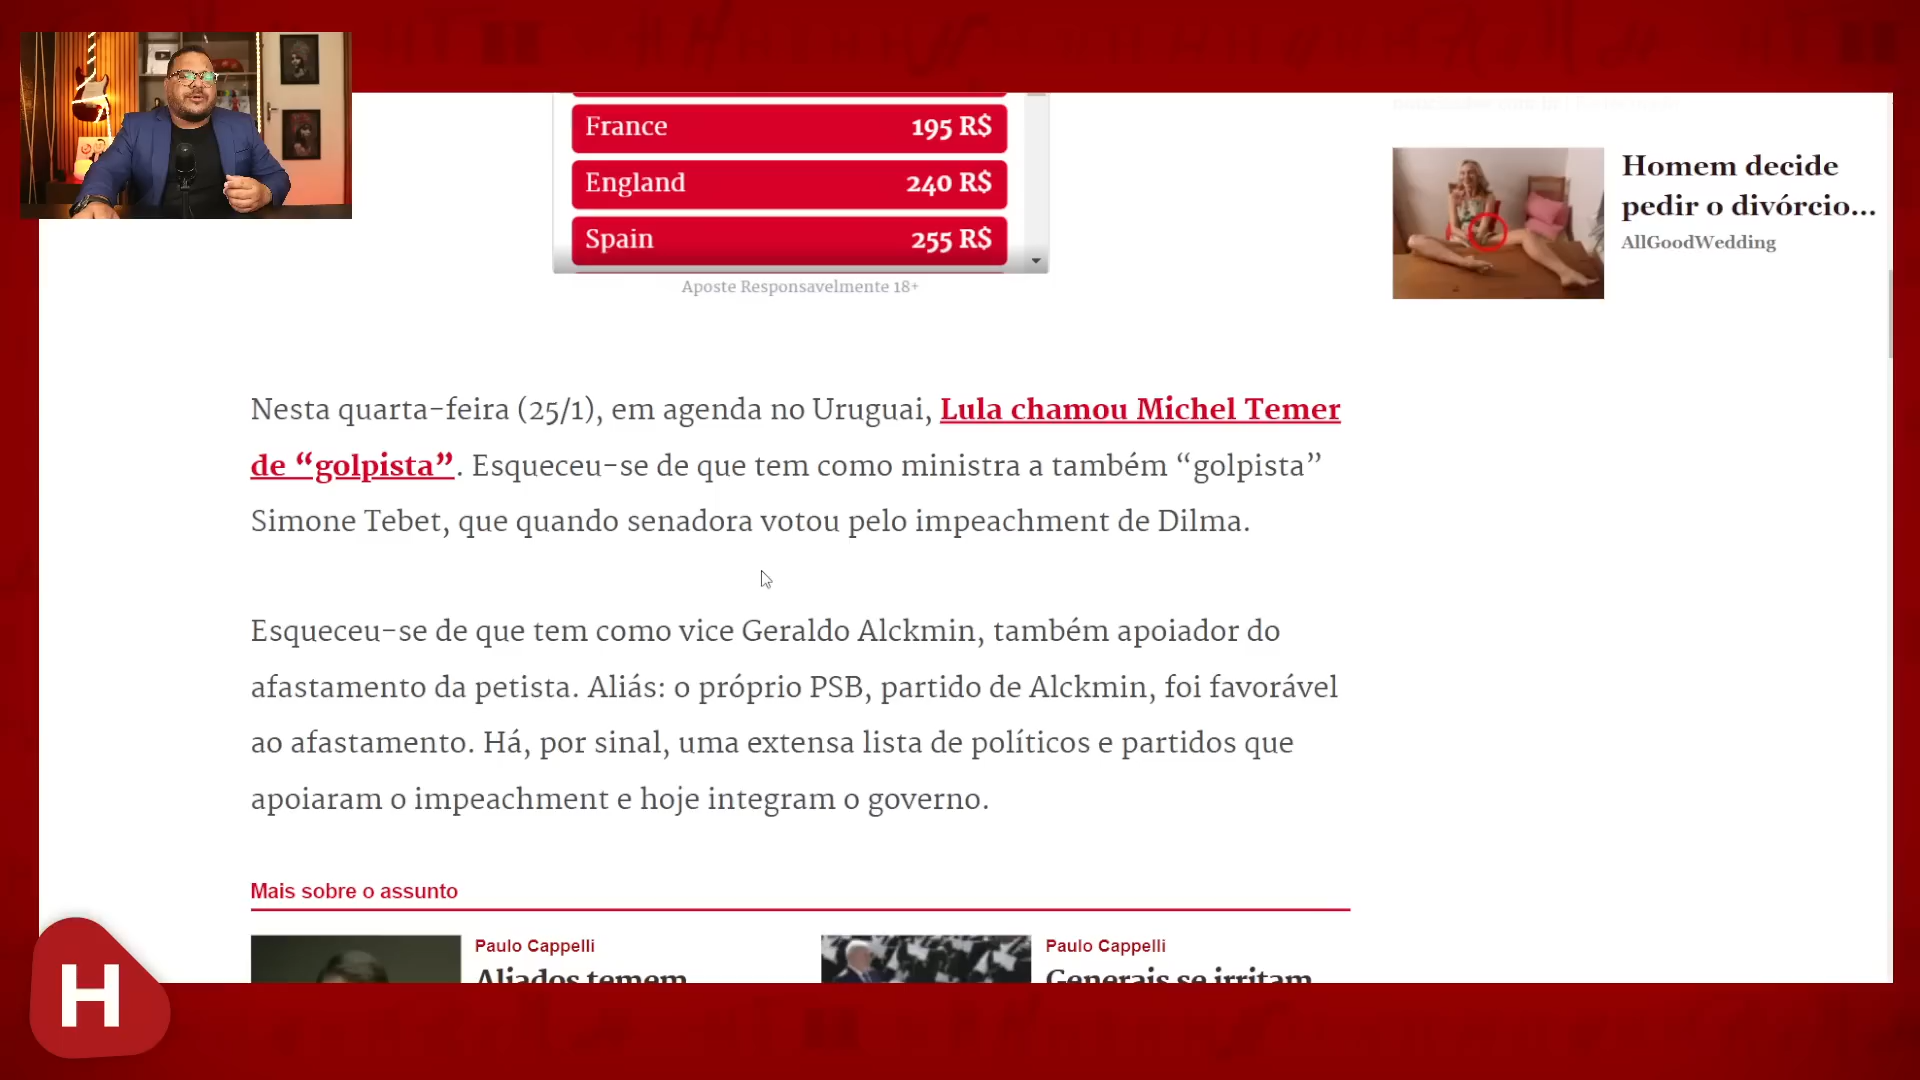 France 195 R$
England 240 R$
Spain 255 R$
Aposte Responsavelmente 18+
Homem decide
pedir o divórcio...
AllGoodWedding
Nesta quarta-feira (25/1), em agenda no Uruguai, Lula chamou Michel Temer
de “golpista”. Esqueceu-se de que tem como ministra a também “golpista”
Simone Tebet, que quando senadora votou pelo impeachment de Dilma.
Esqueceu-se de que tem como vice Geraldo Alckmin, também apoiador do
afastamento da petista. Aliás: o próprio PSB, partido de Alckmin, foi favorável
ao afastamento. Há, por sinal, uma extensa lista de políticos e partidos que
apoiaram o impeachment e hoje integram o governo.
Mais sobre o assunto
Paulo Cappelli
Aliados temem
Paulo Cappelli
Generais se irritam
H